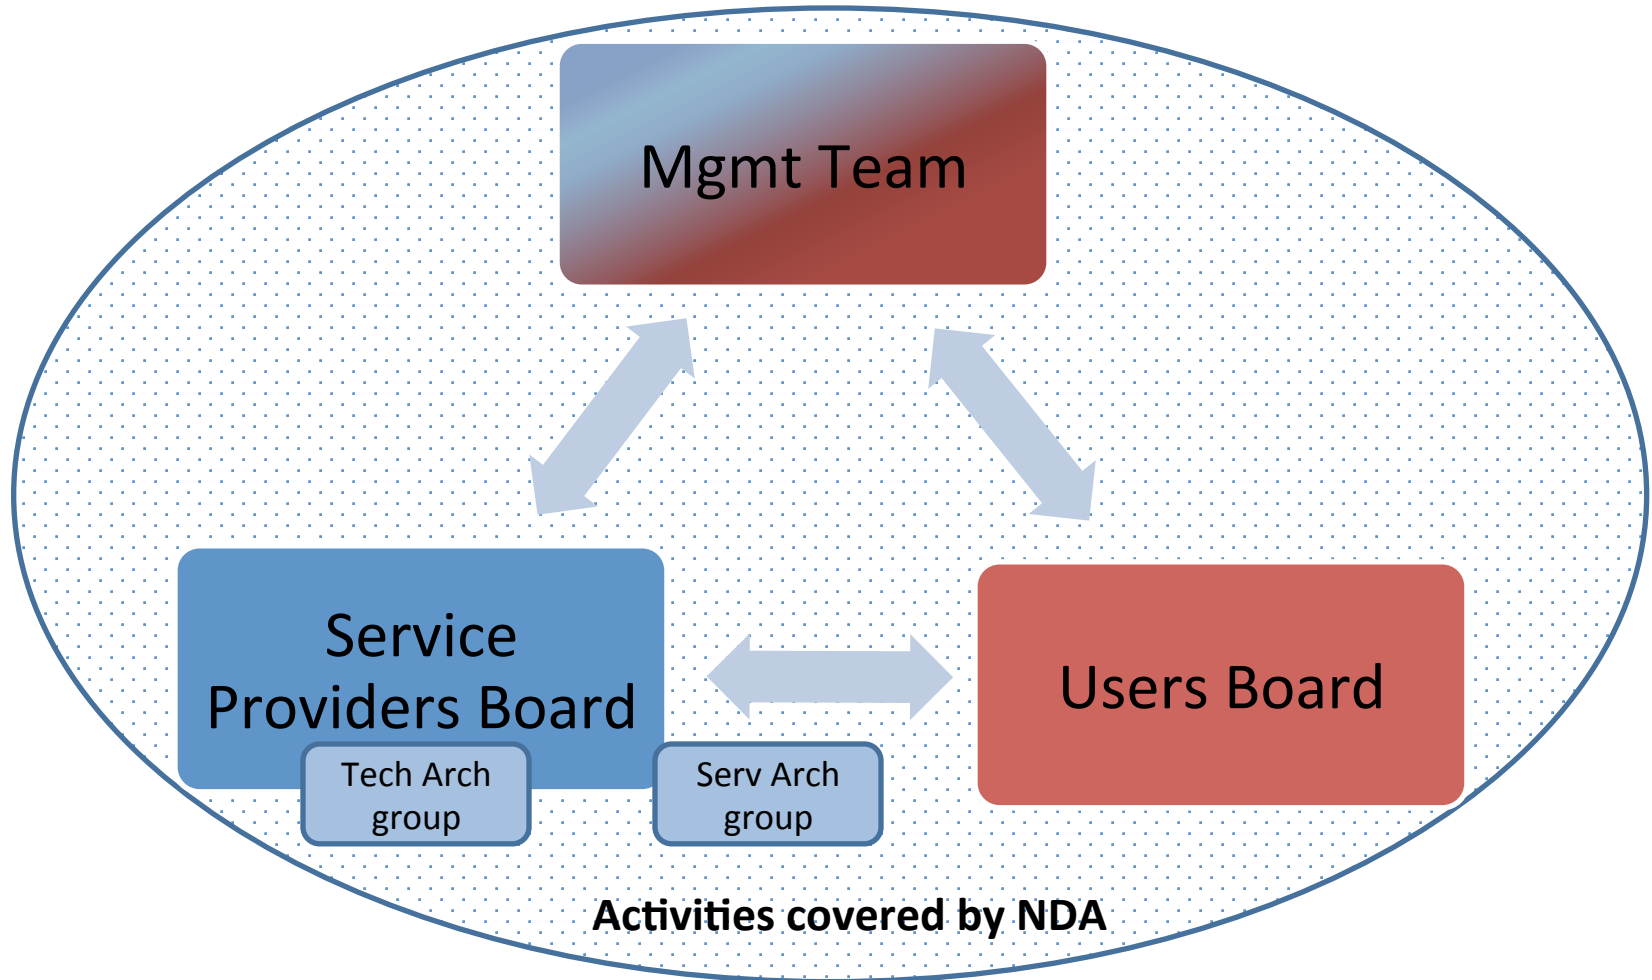 Mgmt Team
Service
Providers Board
Users Board
Tech Arch
group
Serv Arch
group
Activities covered by NDA